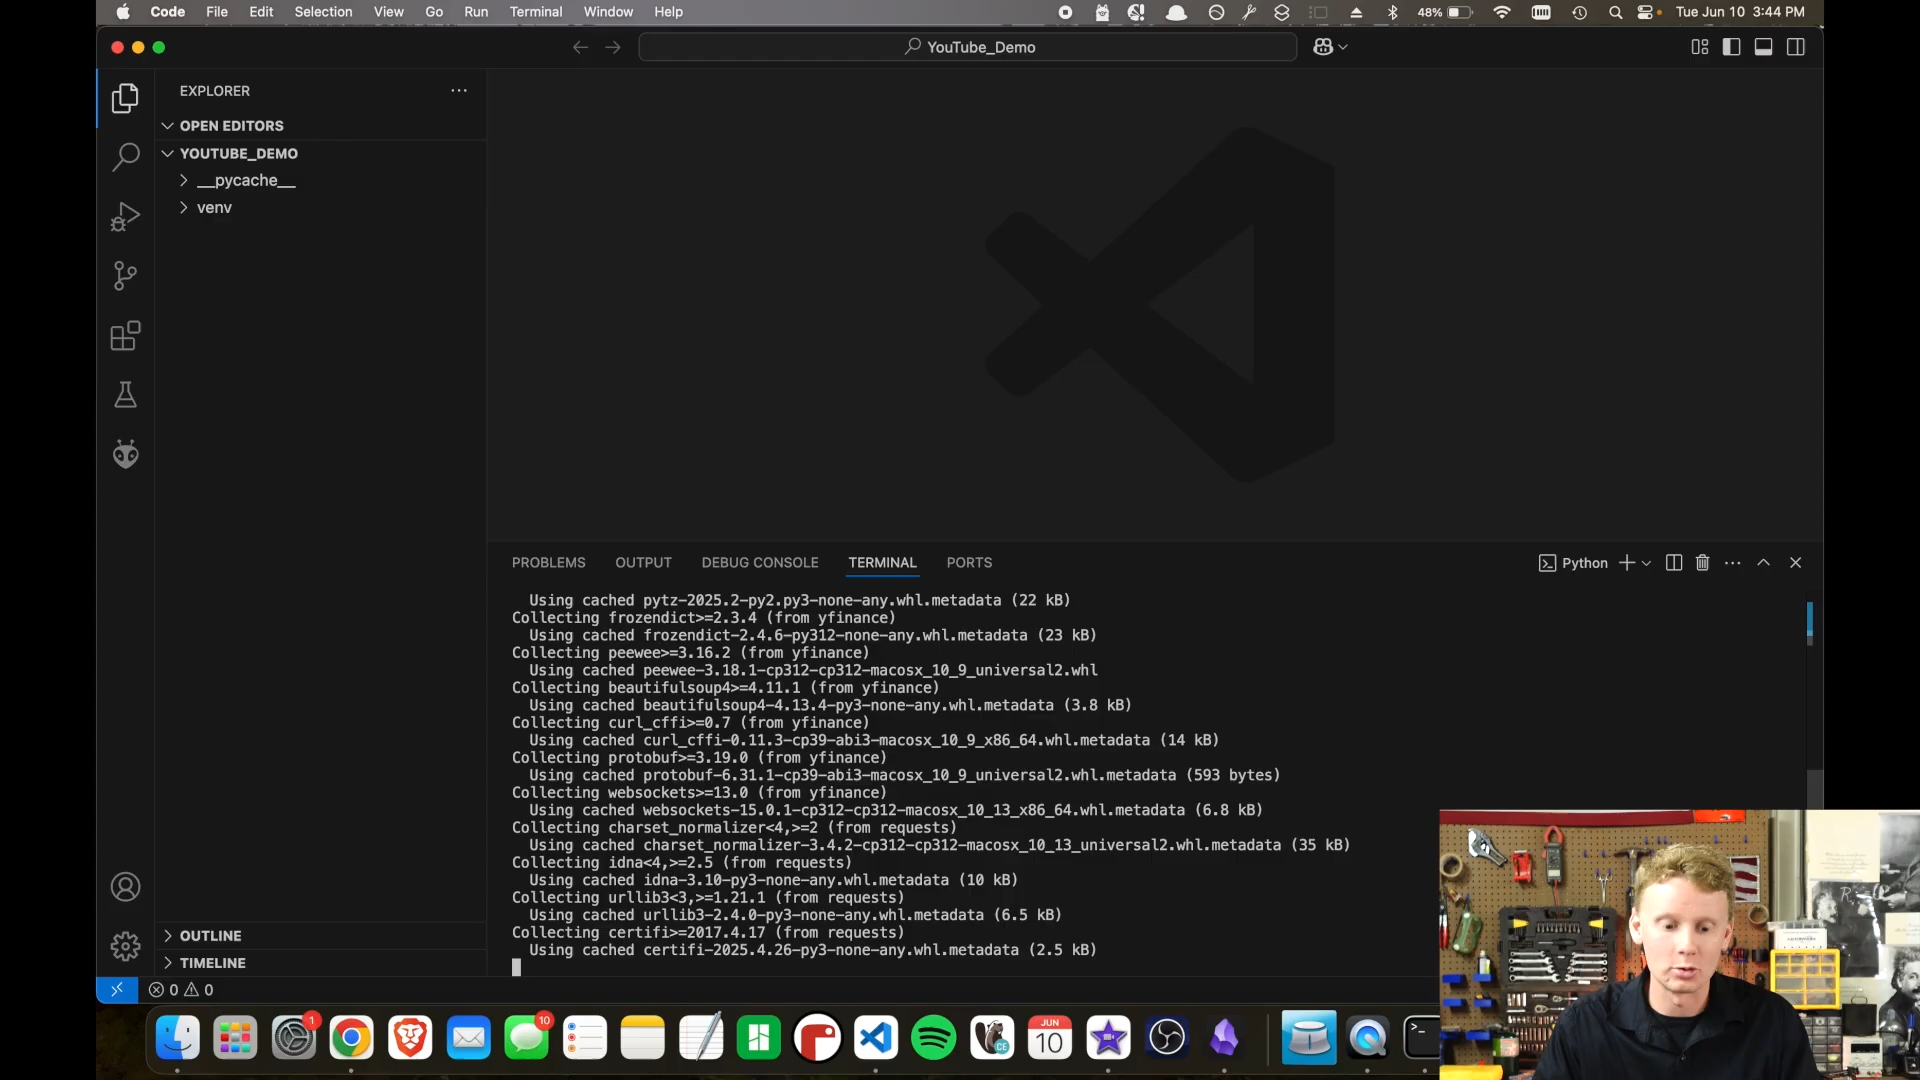 Code File Edit Selection View Go Run Terminal Window Help
48% Tue Jun 10 3:44 PM
YouTube_Demo
EXPLORER
OPEN EDITORS
YOUTUBE_DEMO
__pycache__
venv
OUTLINE
TIMELINE
PROBLEMS OUTPUT DEBUG CONSOLE TERMINAL PORTS
Python
Using cached pytz-2025.2-py2.py3-none-any.whl.metadata (22 kB)
Collecting frozendict>=2.3.4 (from yfinance)
Using cached frozendict-2.4.6-py312-none-any.whl.metadata (23 kB)
Collecting peewee>=3.16.2 (from yfinance)
Using cached peewee-3.18.1-cp312-cp312-macosx_10_9_universal2.whl
Collecting beautifulsoup4>=4.11.1 (from yfinance)
Using cached beautifulsoup4-4.13.4-py3-none-any.whl.metadata (3.8 kB)
Collecting curl_cffi>=0.7 (from yfinance)
Using cached curl_cffi-0.11.3-cp39-abi3-macosx_10_9_x86_64.whl.metadata (14 kB)
Collecting protobuf>=3.19.0 (from yfinance)
Using cached protobuf-6.31.1-cp39-abi3-macosx_10_9_universal2.whl.metadata (593 bytes)
Collecting websockets>=13.0 (from yfinance)
Using cached websockets-15.0.1-cp312-cp312-macosx_10_13_x86_64.whl.metadata (6.8 kB)
Collecting charset_normalizer<4,>=2 (from requests)
Using cached charset_normalizer-3.4.2-cp312-cp312-macosx_10_13_universal2.whl.metadata (35 kB)
Collecting idna<4,>=2.5 (from requests)
Using cached idna-3.10-py3-none-any.whl.metadata (10 kB)
Collecting urllib3<3,>=1.21.1 (from requests)
Using cached urllib3-2.4.0-py3-none-any.whl.metadata (6.5 kB)
Collecting certifi>=2017.4.17 (from requests)
Using cached certifi-2025.4.26-py3-none-any.whl.metadata (2.5 kB)
0 0
1
10
CE
JUN
10